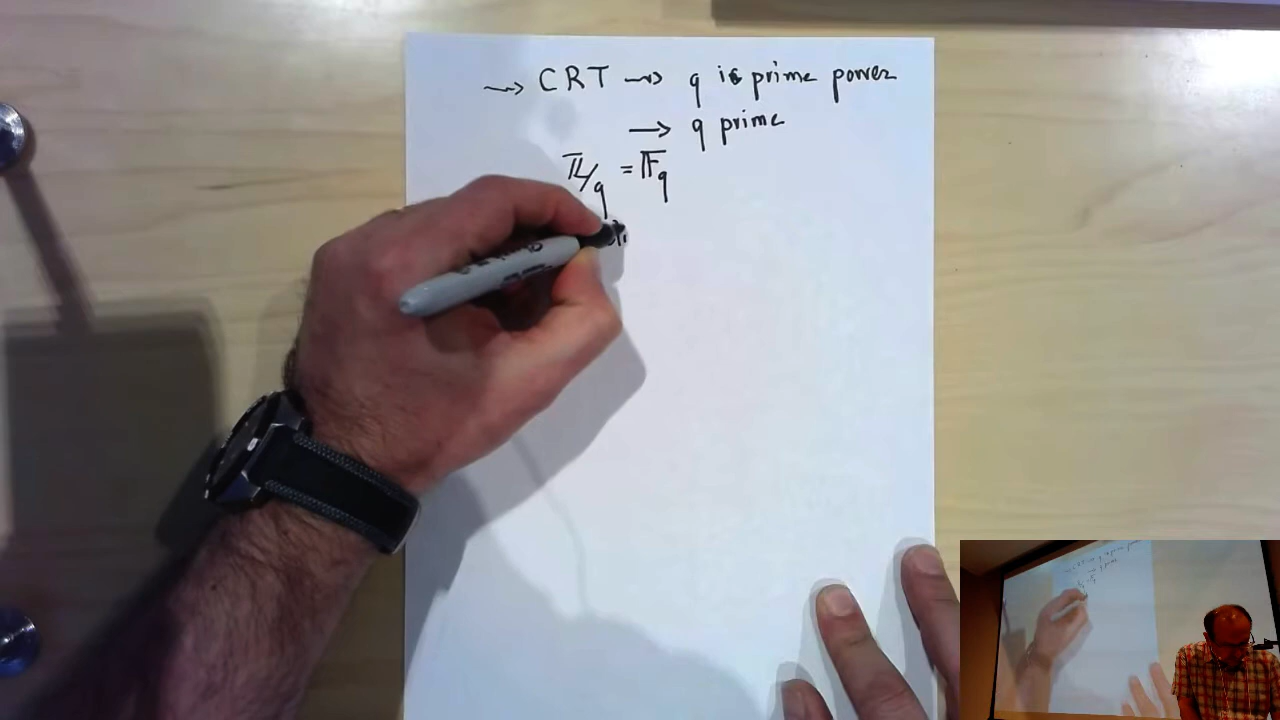 ⇝ CRT ⇝ q is prime power
→ q prime
ℤ/q = 𝔽q